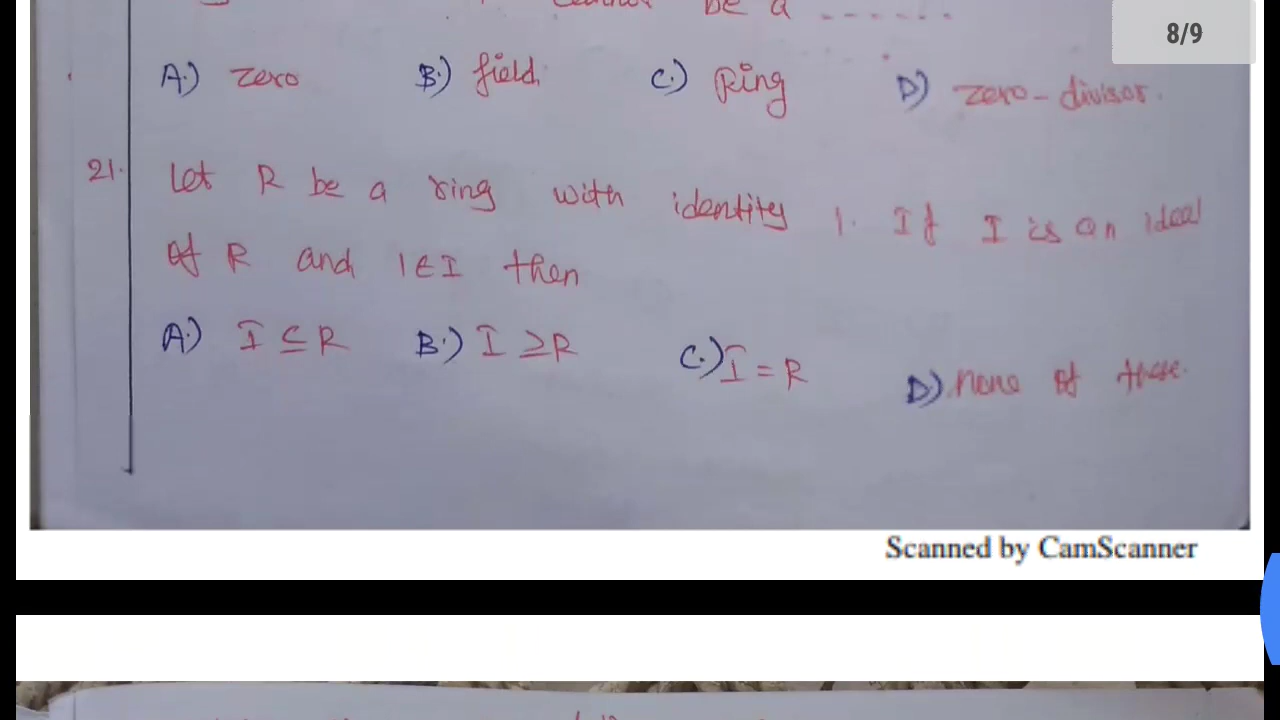 be a ------
8/9
A.) zero B.) field C.) Ring D) zero-divisor.
21. Let R be a ring with identity 1. If I is an ideal
of R and 1∈I then
A.) I ⊆ R B.) I ⊇ R C.) I = R D) none of these.
Scanned by CamScanner